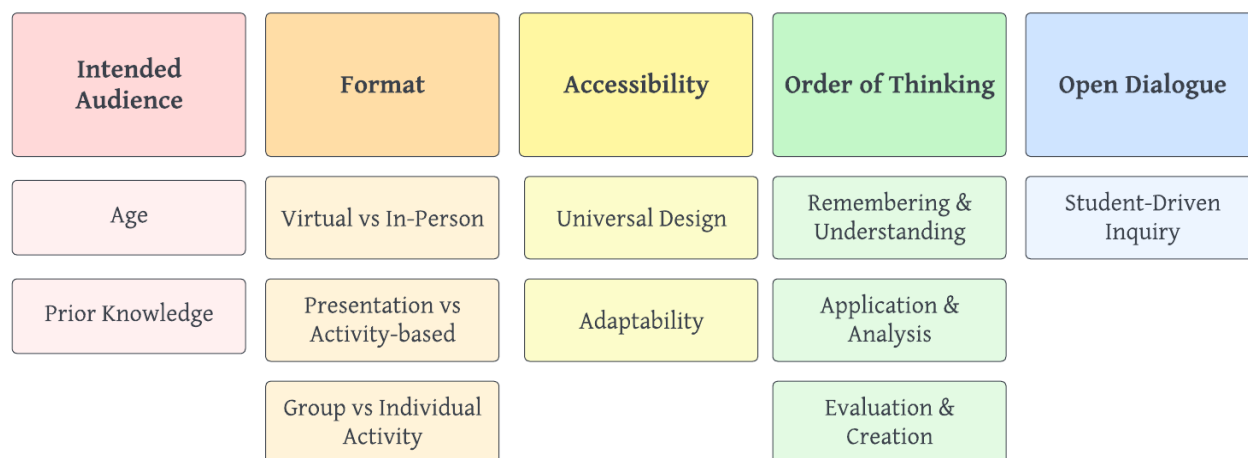 Intended
Audience
Format
Accessibility
Order of Thinking
Open Dialogue
Age
Virtual vs In-Person
Universal Design
Remembering &
Understanding
Student-Driven
Inquiry
Prior Knowledge
Presentation vs
Activity-based
Adaptability
Application &
Analysis
Group vs Individual
Activity
Evaluation &
Creation